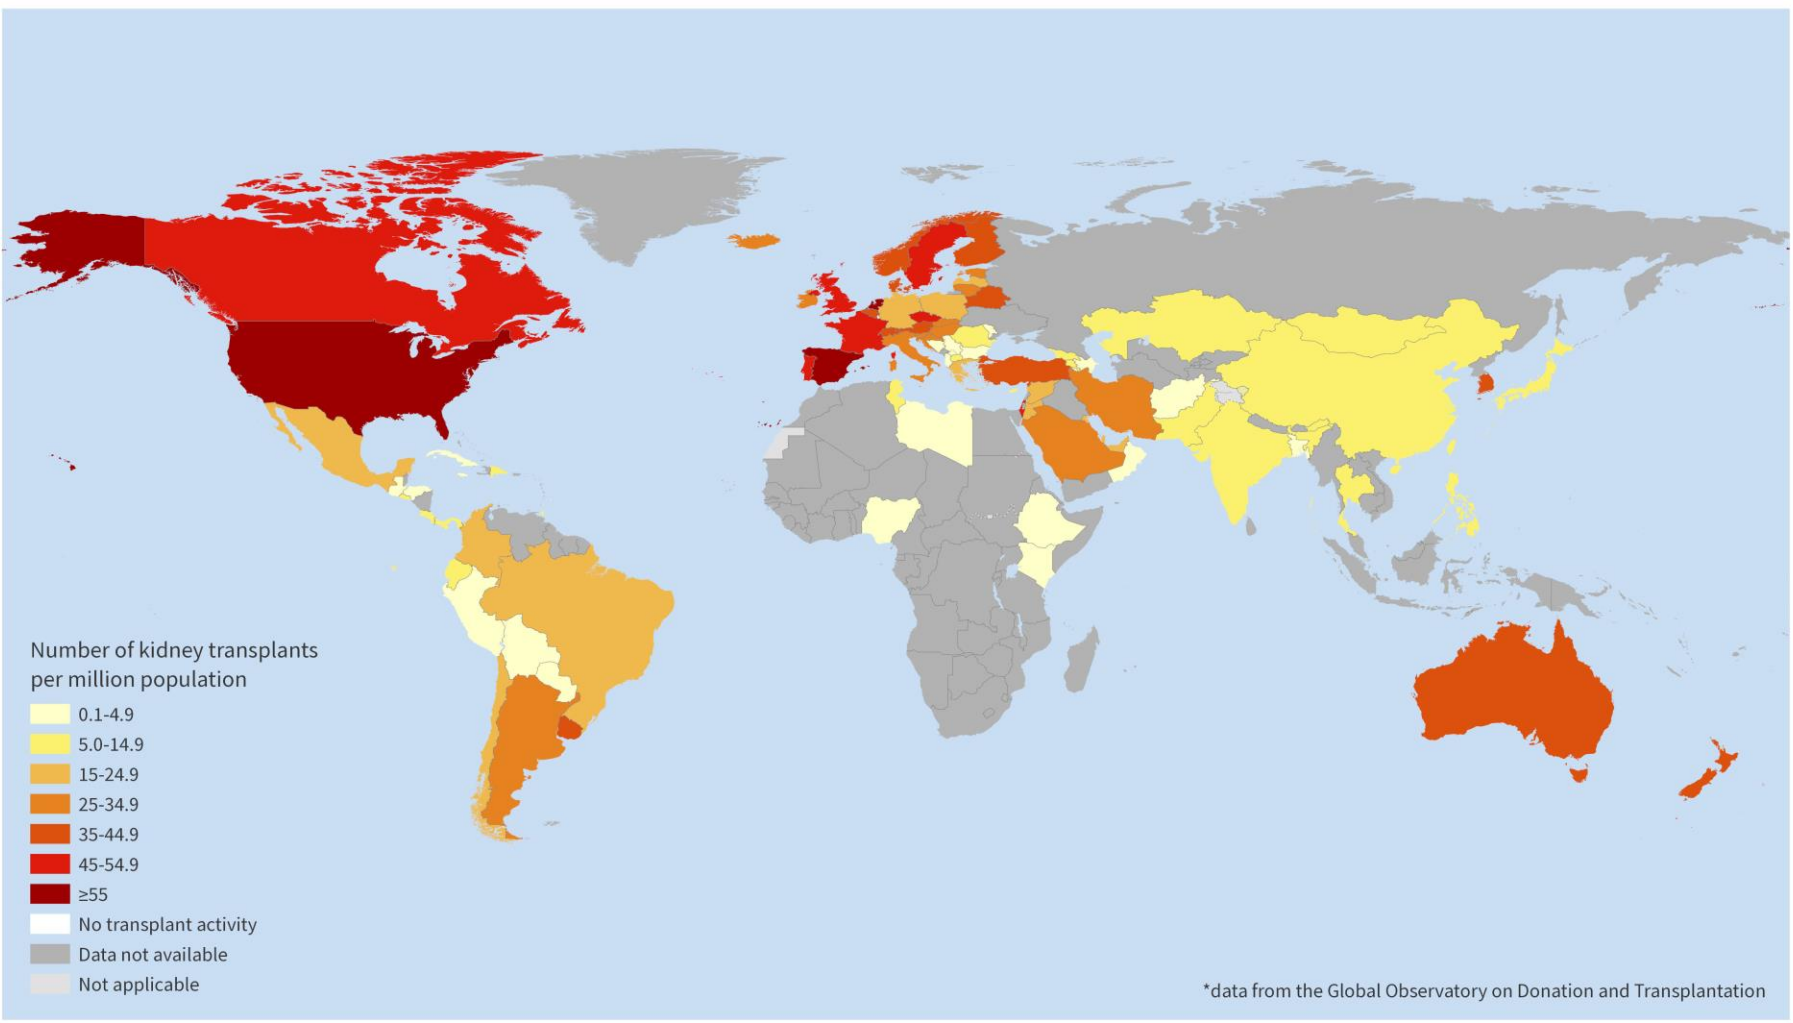 Number of kidney transplants
per million population
0.1-4.9
5.0-14.9
15-24.9
25-34.9
35-44.9
45-54.9
≥55
No transplant activity
Data not available
Not applicable
*data from the Global Observatory on Donation and Transplantation